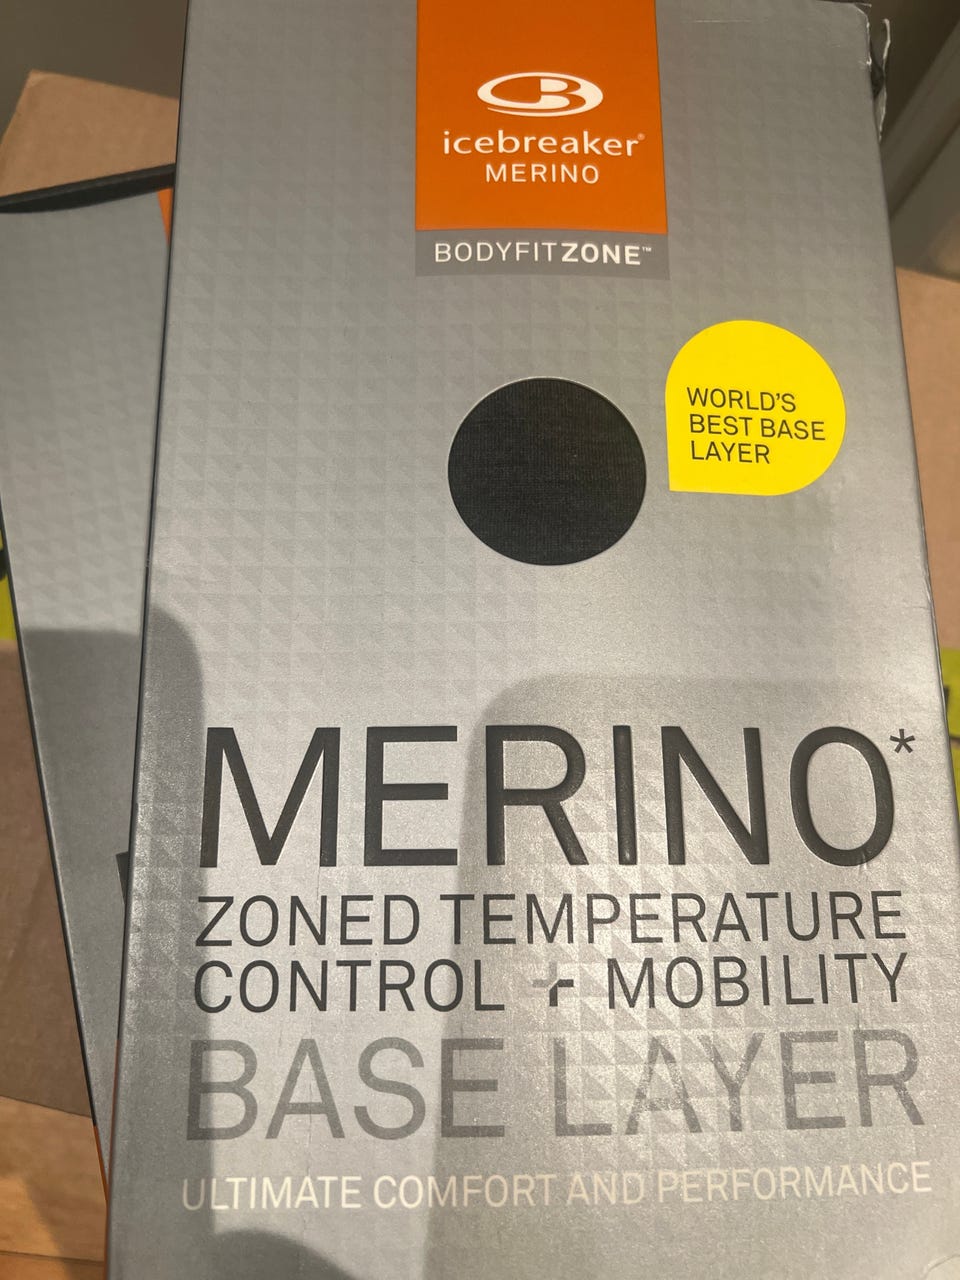 icebreaker®
MERINO
BODYFITZONE™
WORLD'S
BEST BASE
LAYER
MERINO*
ZONED TEMPERATURE
CONTROL + MOBILITY
BASE LAYER
ULTIMATE COMFORT AND PERFORMANCE